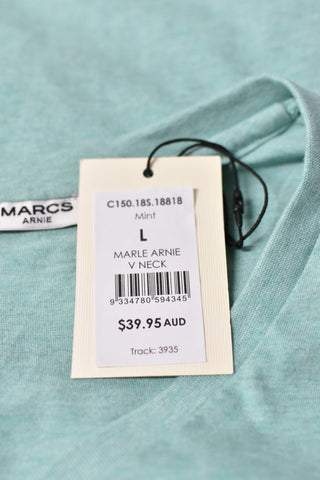 MARCS
ARNIE
C150.18S.18818
Mint
L
MARLE ARNIE
V NECK
9 334780 594345
$39.95 AUD
Track: 3935